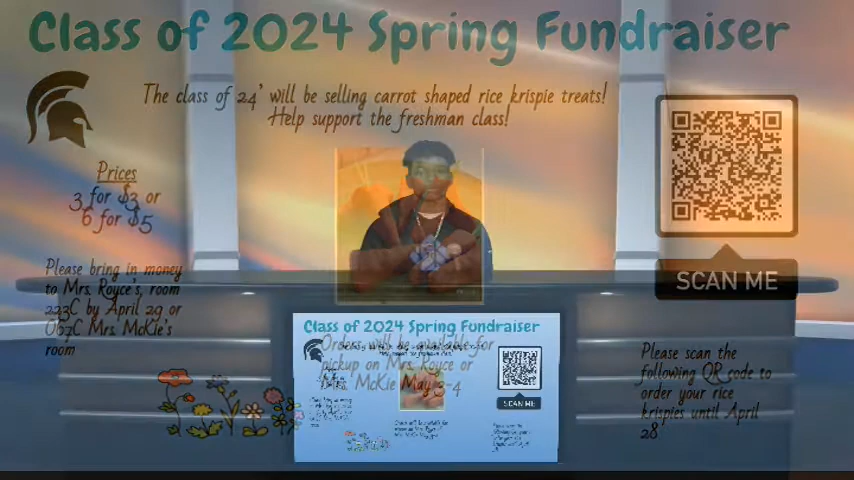 Class of 2024 Spring Fundraiser
The class of 24' will be selling carrot shaped rice krispie treats!
Help support the freshman class!
Prices
3 for $3 or
6 for $5
Please bring in money
to Mrs. Royce's, room
223C by April 29 or
007C Mrs. McKie's
room
SCAN ME
Class of 2024 Spring Fundraiser
Orders will be available for
pickup on Mrs. Royce or
Mrs. McKie May 3-4
SCAN ME
Please scan the
following QR code to
order your rice
krispies until April
28